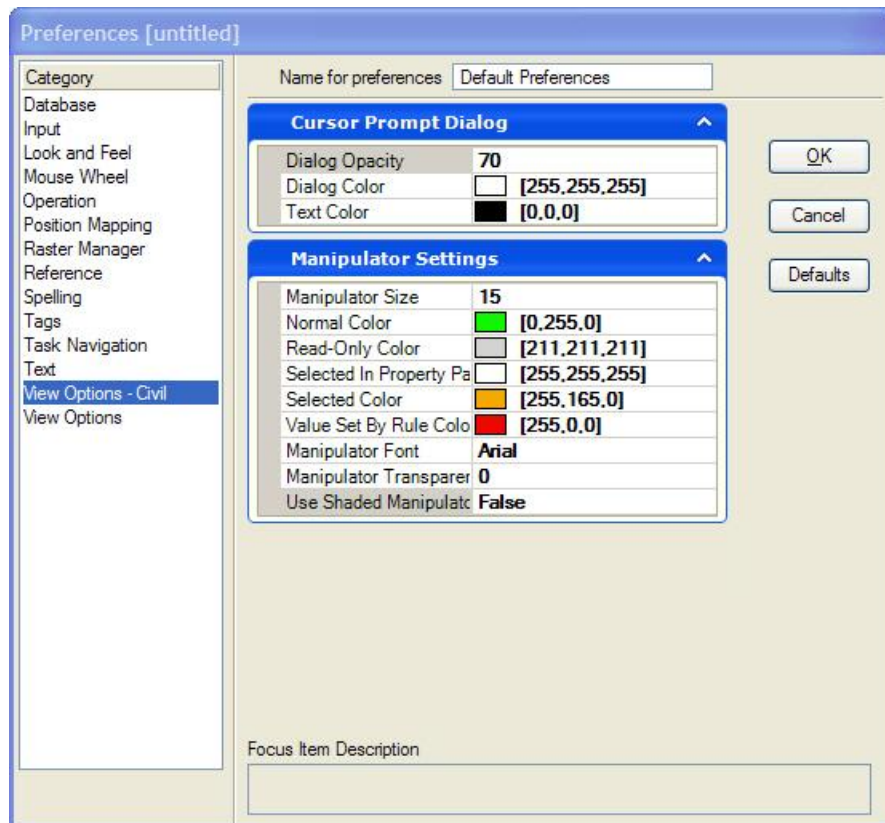 Preferences [untitled]
Category
Database
Input
Look and Feel
Mouse Wheel
Operation
Position Mapping
Raster Manager
Reference
Spelling
Tags
Task Navigation
Text
View Options - Civil
View Options
Name for preferences Default Preferences
Cursor Prompt Dialog
Dialog Opacity 70
Dialog Color [255,255,255]
Text Color [0,0,0]
Manipulator Settings
Manipulator Size 15
Normal Color [0,255,0]
Read-Only Color [211,211,211]
Selected In Property Pa [255,255,255]
Selected Color [255,165,0]
Value Set By Rule Colo [255,0,0]
Manipulator Font Arial
Manipulator Transparer 0
Use Shaded Manipulatc False
OK
Cancel
Defaults
Focus Item Description